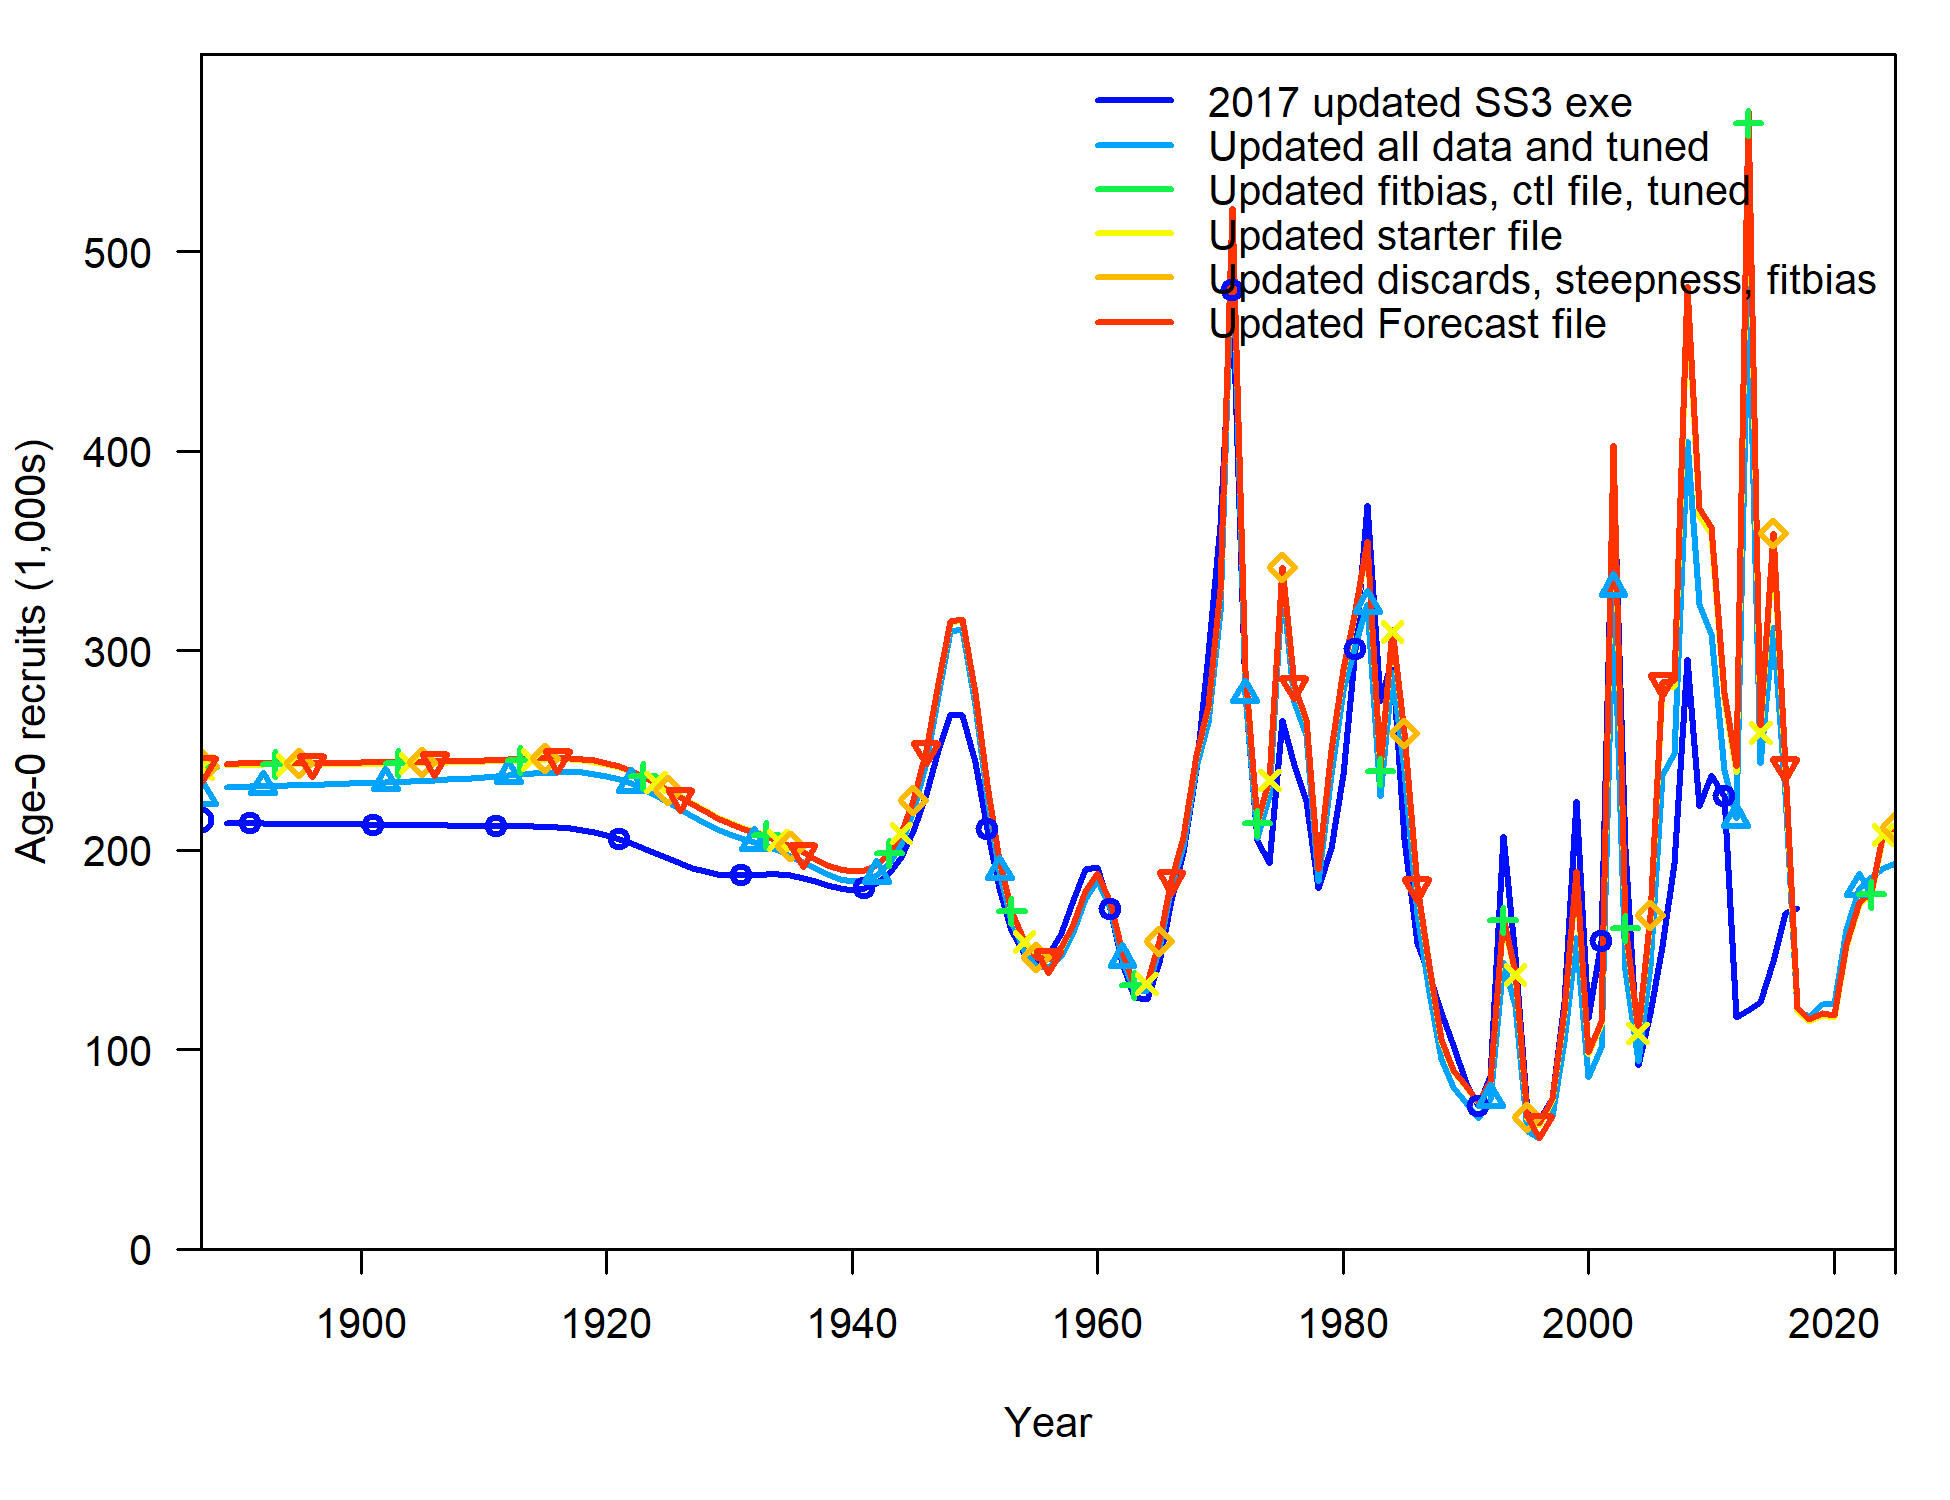 2017 updated SS3 exe
Updated all data and tuned
Updated fitbias, ctl file, tuned
Updated starter file
Updated discards, steepness, fitbias
Updated Forecast file
Age-0 recruits (1,000s)
500
400
300
200
100
0
1900 1920 1940 1960 1980 2000 2020
Year